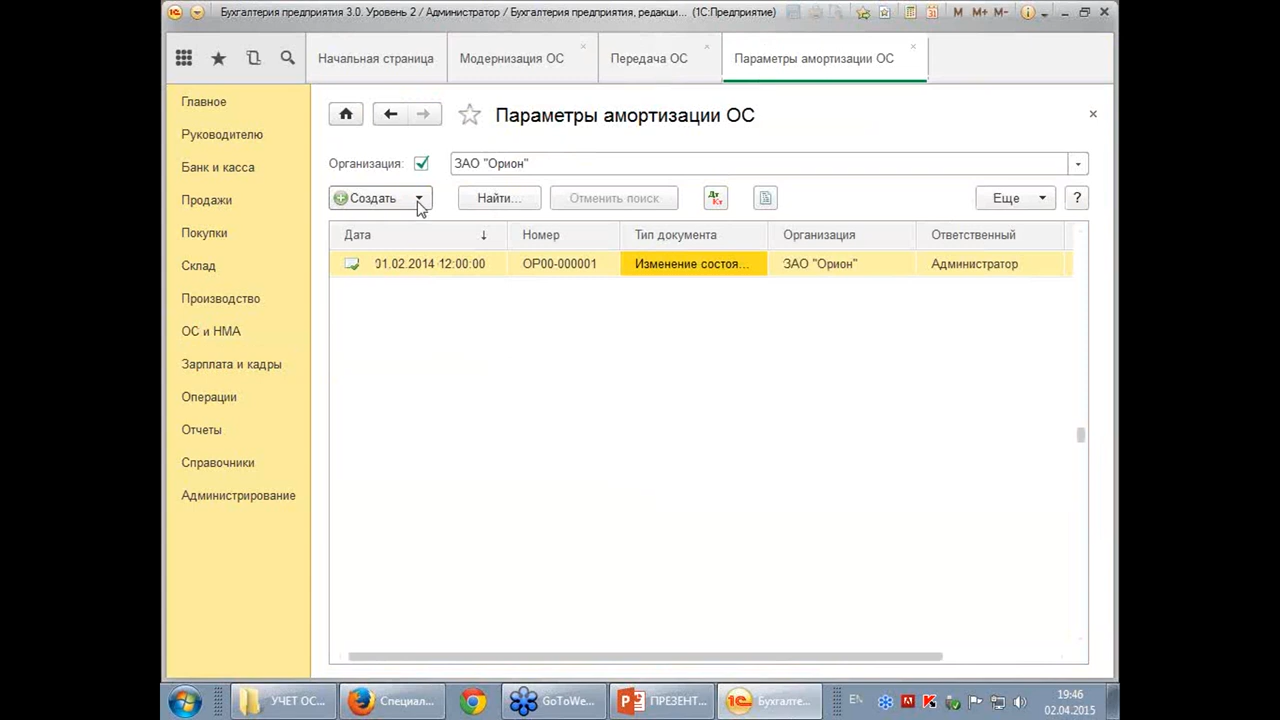 Бухгалтерия предприятия 3.0. Уровень 2 / Администратор / Бухгалтерия предприятия, редакци... (1С:Предприятие)
M M+ M-
Начальная страница
Модернизация ОС
Передача ОС
Параметры амортизации ОС
Главное
Руководителю
Банк и касса
Продажи
Покупки
Склад
Производство
ОС и НМА
Зарплата и кадры
Операции
Отчеты
Справочники
Администрирование
Параметры амортизации ОС
Организация:
ЗАО "Орион"
Создать
Найти...
Отменить поиск
Дт
Кт
Еще
?
Дата Номер Тип документа Организация Ответственный
01.02.2014 12:00:00 ОР00-000001 Изменение состоя... ЗАО "Орион" Администратор
УЧЕТ ОС...
Специал...
GoToWe...
ПРЕЗЕНТ...
Бухгалте...
EN
19:46
02.04.2015